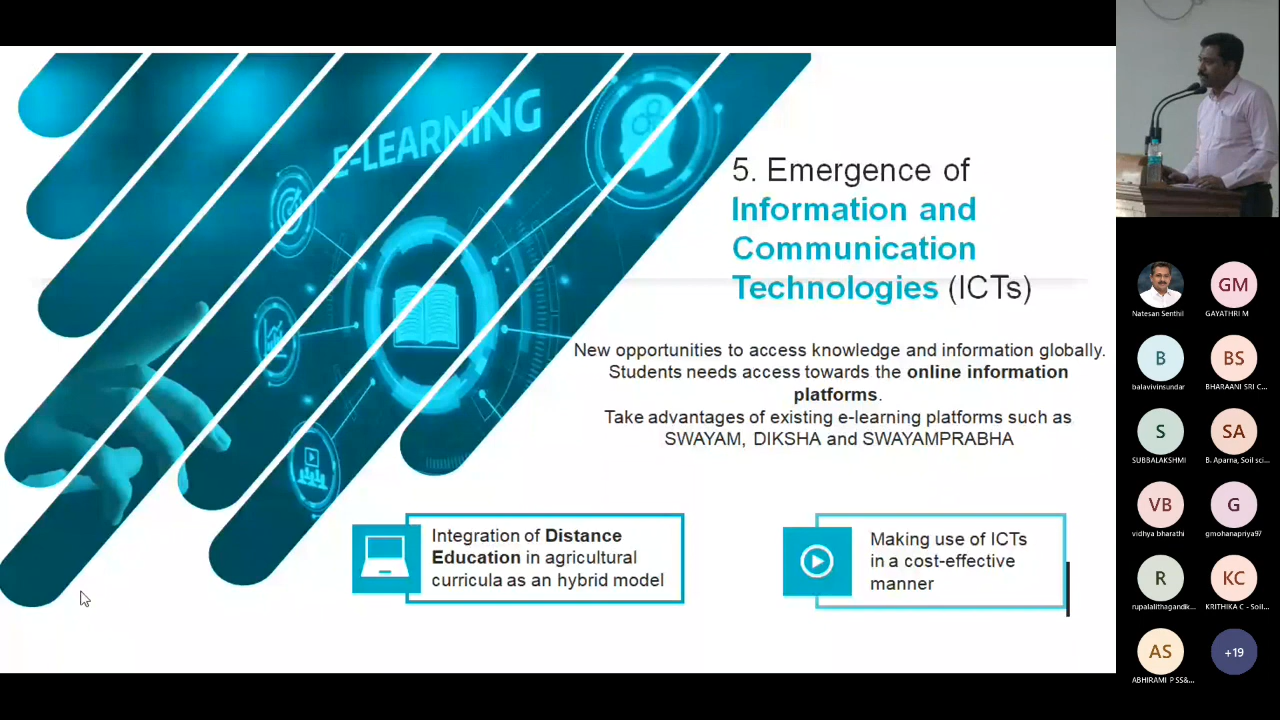 E-LEARNING
5. Emergence of
Information and
Communication
Technologies (ICTs)
New opportunities to access knowledge and information globally.
Students needs access towards the online information
platforms.
Take advantages of existing e-learning platforms such as
SWAYAM, DIKSHA and SWAYAMPRABHA
Integration of Distance
Education in agricultural
curricula as an hybrid model
Making use of ICTs
in a cost-effective
manner
GM
Natesan Senthil
GAYATHRI M
B
BS
balavivinsundar
BHARAANI SRI C...
S
SA
SUBBALAKSHMI
B. Aparna, Soil sci...
VB
G
vidhya bharathi
gmohanapriya97
R
KC
rupalalithagandik...
KRITHIKA C - Soil...
AS
+19
ABHIRAMI P SS&...